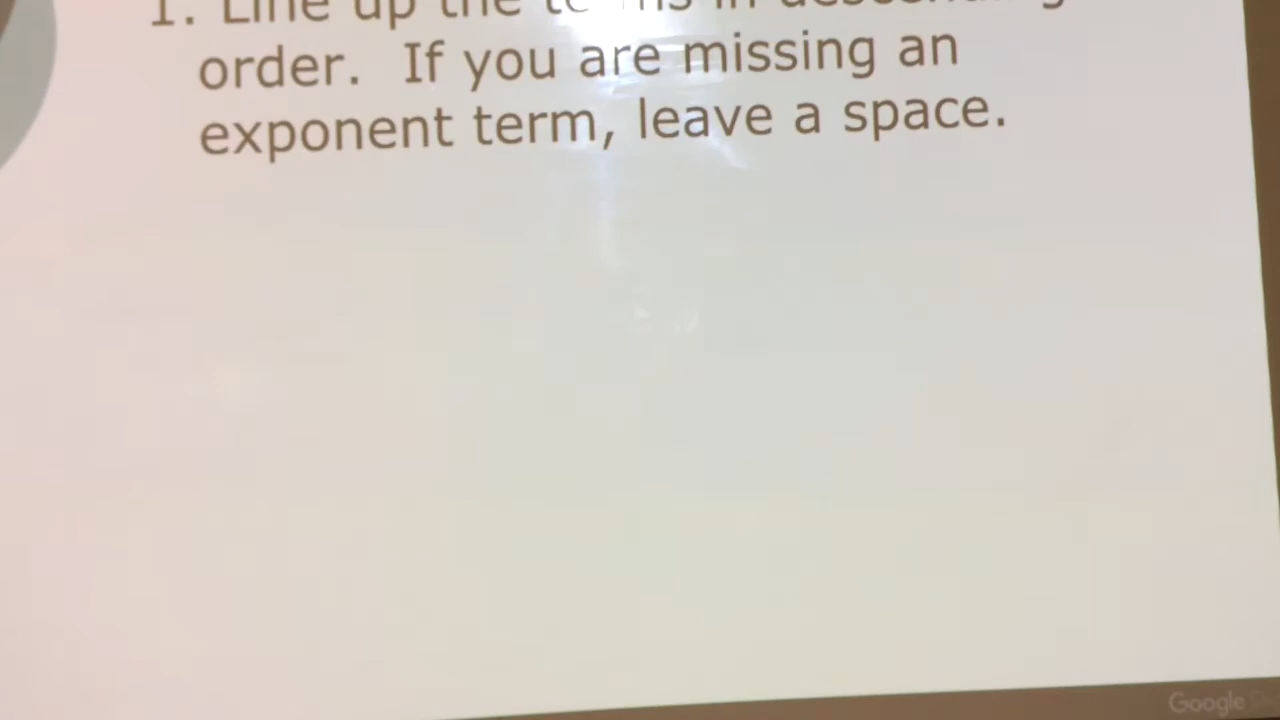 1. Line up the terms in descending
order. If you are missing an
exponent term, leave a space.
Google